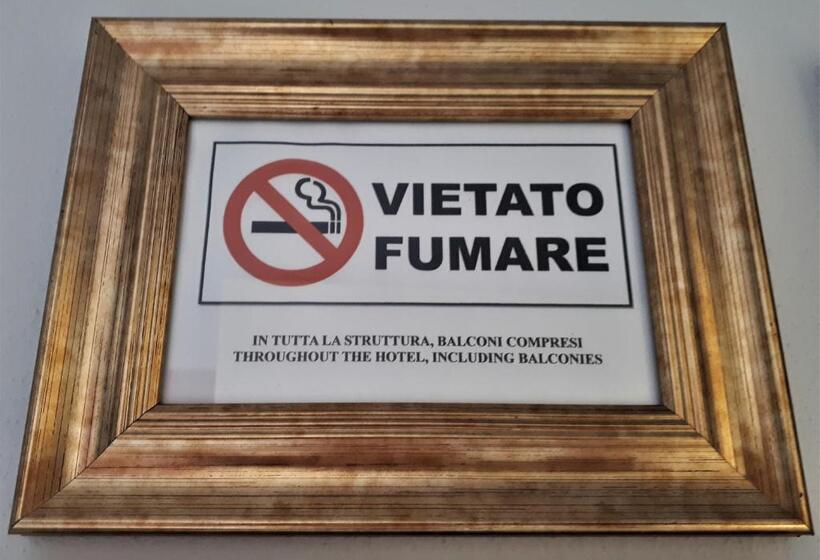 VIETATO
FUMARE
IN TUTTA LA STRUTTURA, BALCONI COMPRESI
THROUGHOUT THE HOTEL, INCLUDING BALCONIES